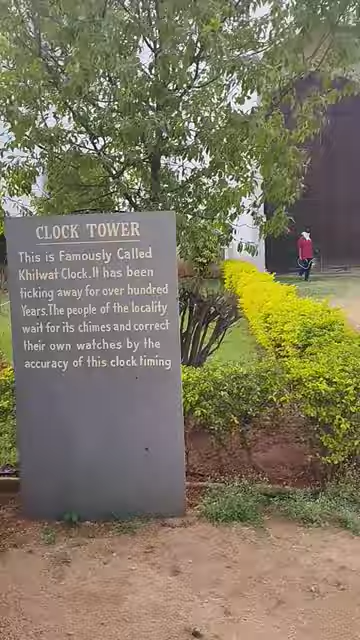 CLOCK TOWER
This is Famously Called
Khilwat Clock.It has been
ticking away for over hundred
Years.The people of the locality
wait for its chimes and correct
their own watches by the
accuracy of this clock timing